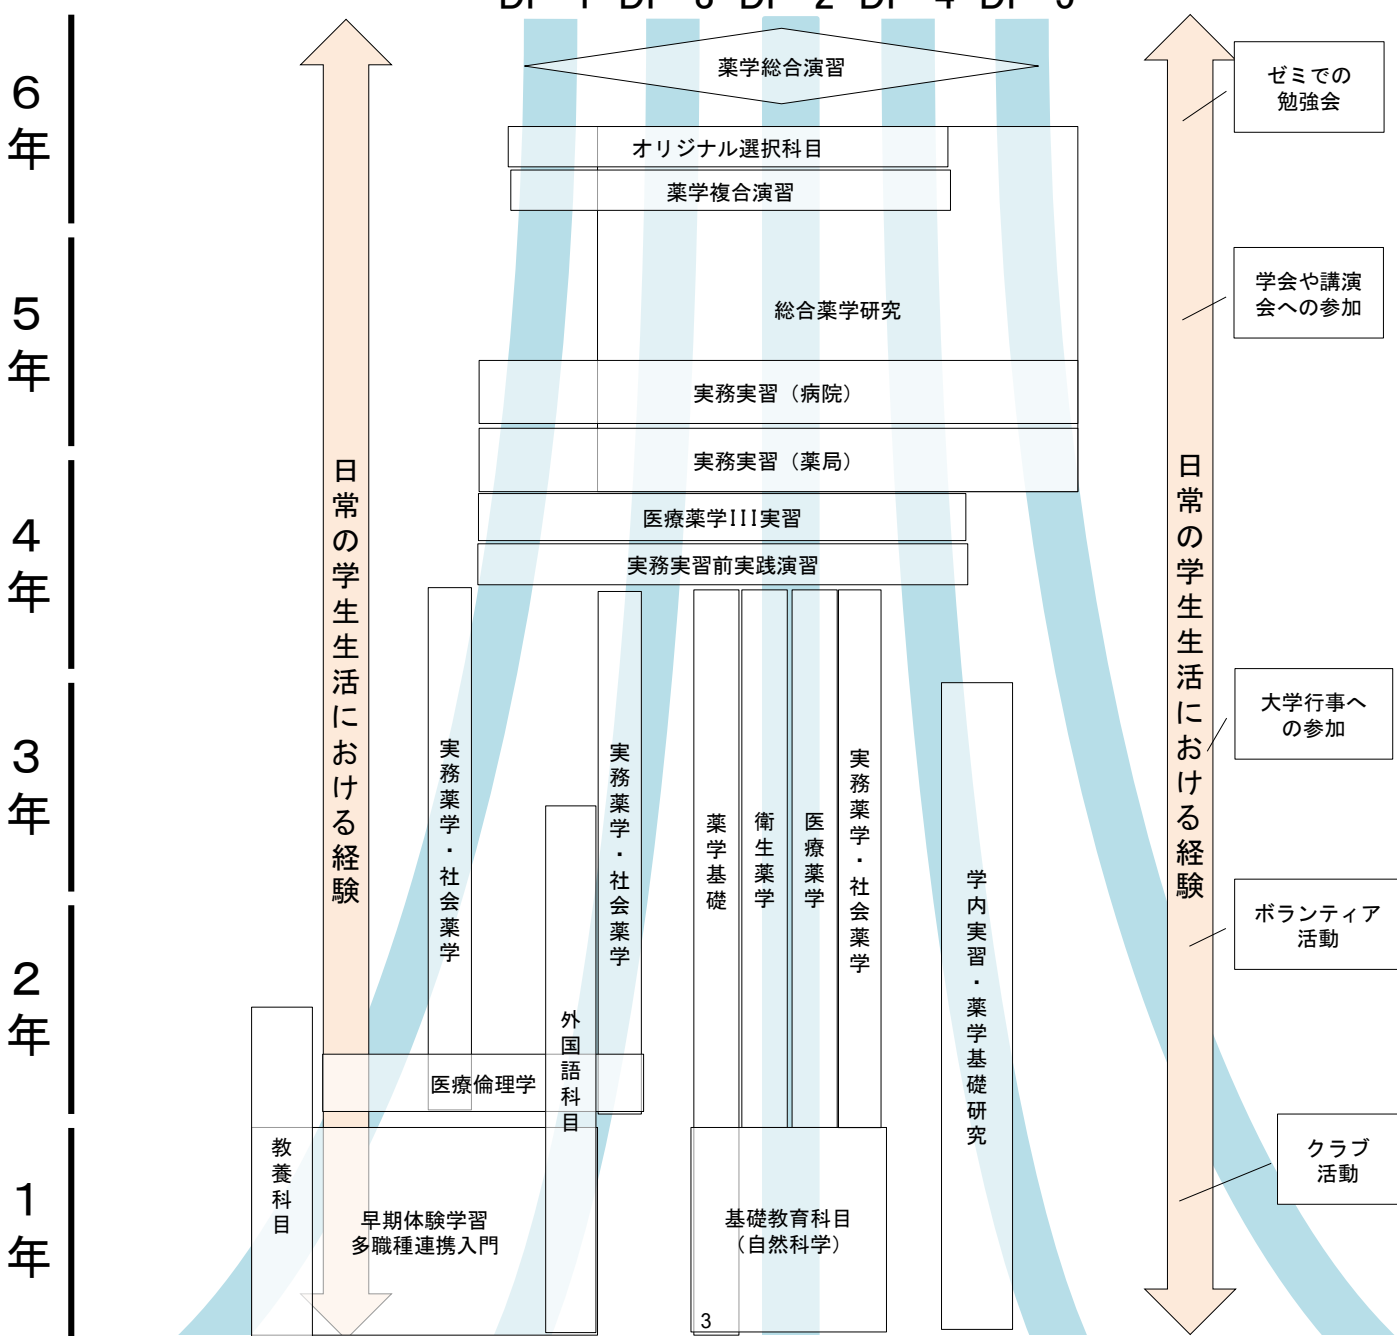 6
年
薬学総合演習
オリジナル選択科目
薬学複合演習
ゼミでの
勉強会
5
年
総合薬学研究
実務実習（病院）
実務実習（薬局）
学会や講演
会への参加
4
年
医療薬学III実習
実務実習前実践演習
日常の学生生活における経験
日常の学生生活における経験
3
年
実務薬学・社会薬学
実務薬学・社会薬学
薬学基礎
衛生薬学
医療薬学
実務薬学・社会薬学
学内実習・薬学基礎研究
大学行事へ
の参加
2
年
外国語科目
医療倫理学
ボランティア
活動
1
年
教養科目
早期体験学習
多職種連携入門
基礎教育科目
（自然科学）
クラブ
活動
3